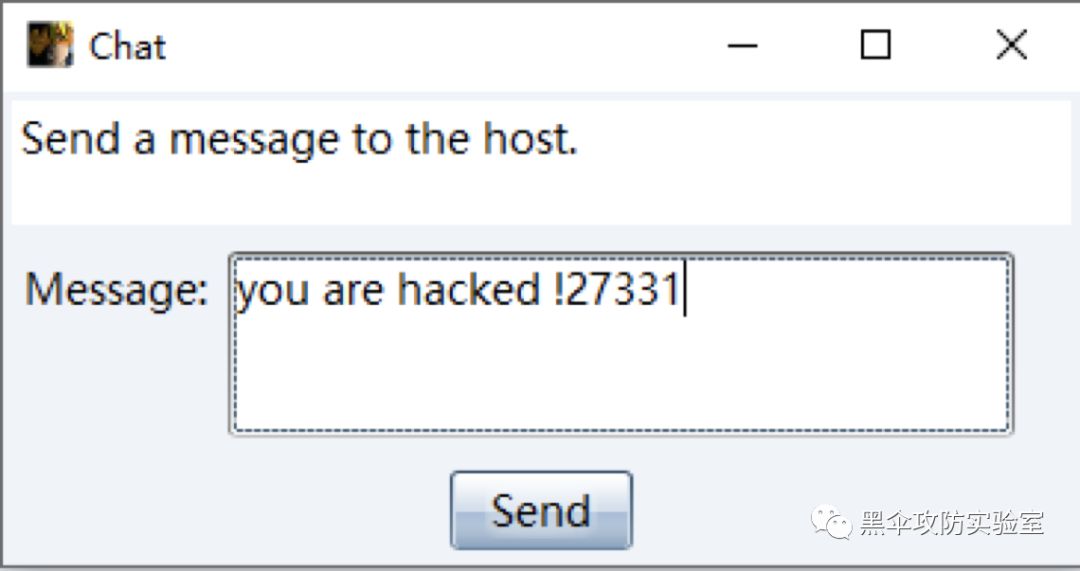 Chat
Send a message to the host.
Message: you are hacked !27331
Send
黑伞攻防实验室